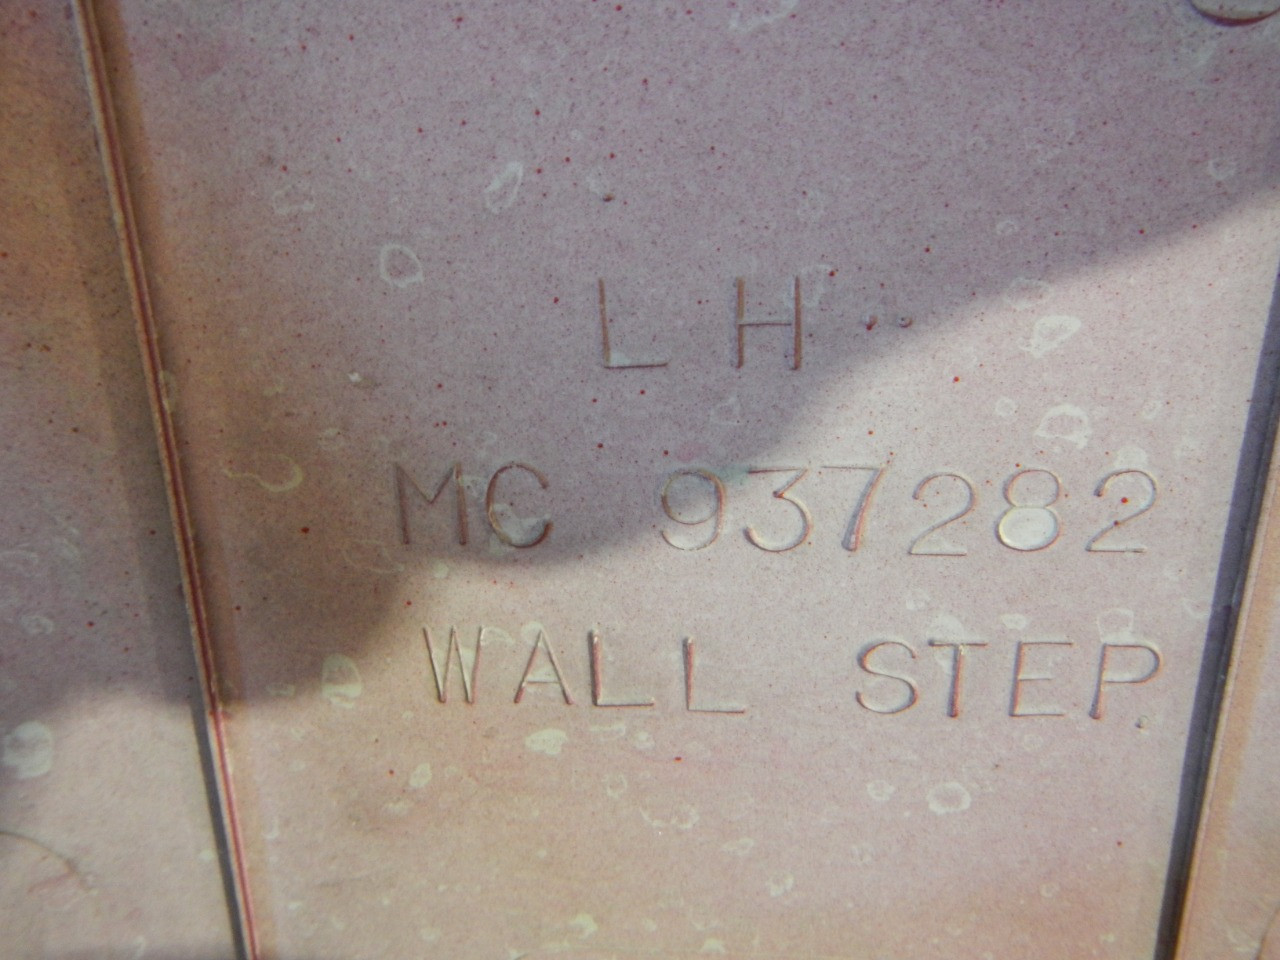 LH
MC 937282
WALL STEP.